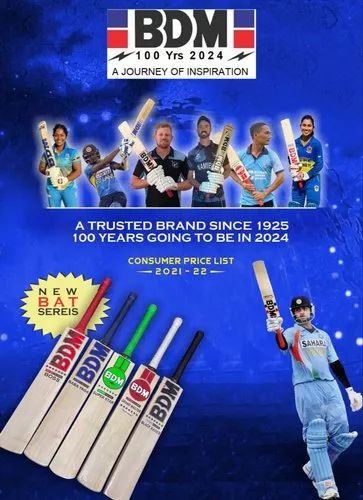 BDM
100 Yrs 2024
A JOURNEY OF INSPIRATION
A TRUSTED BRAND SINCE 1925
100 YEARS GOING TO BE IN 2024
CONSUMER PRICE LIST
2021 - 22
NEW
BAT
SEREIS
BDM
BDM
BDM
BDM
BDM
BOSS
SAHARA